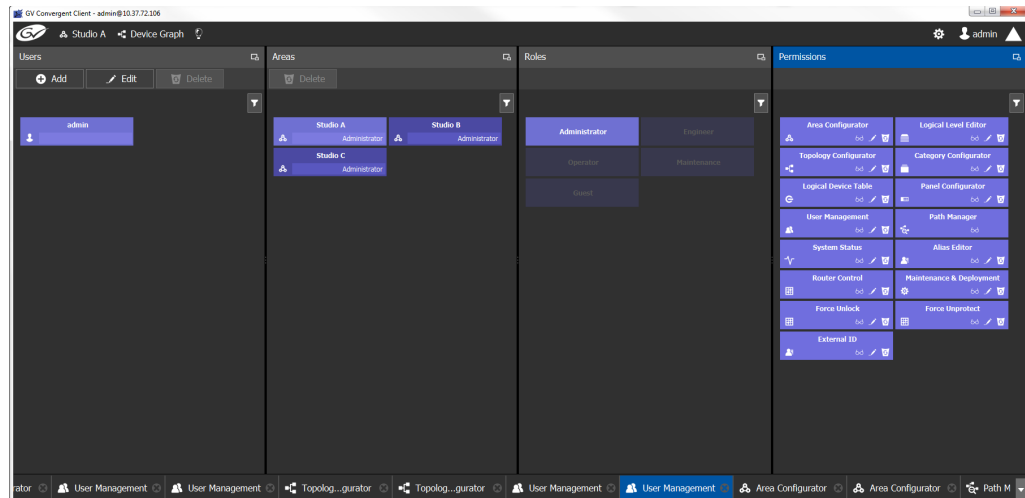 GV Convergent Client - admin@10.37.72.106
GV Studio A Device Graph admin
Users
Add Edit Delete
admin
Areas
Delete
Studio A
Administrator
Studio B
Administrator
Studio C
Administrator
Roles
Administrator
Engineer
Operator
Maintenance
Guest
Permissions
Area Configurator
Logical Level Editor
Topology Configurator
Category Configurator
Logical Device Table
Panel Configurator
User Management
Path Manager
System Status
Alias Editor
Router Control
Maintenance & Deployment
Force Unlock
Force Unprotect
External ID
rator User Management User Management Topolog...gurator Topolog...gurator User Management User Management Area Configurator Area Configurator Path M